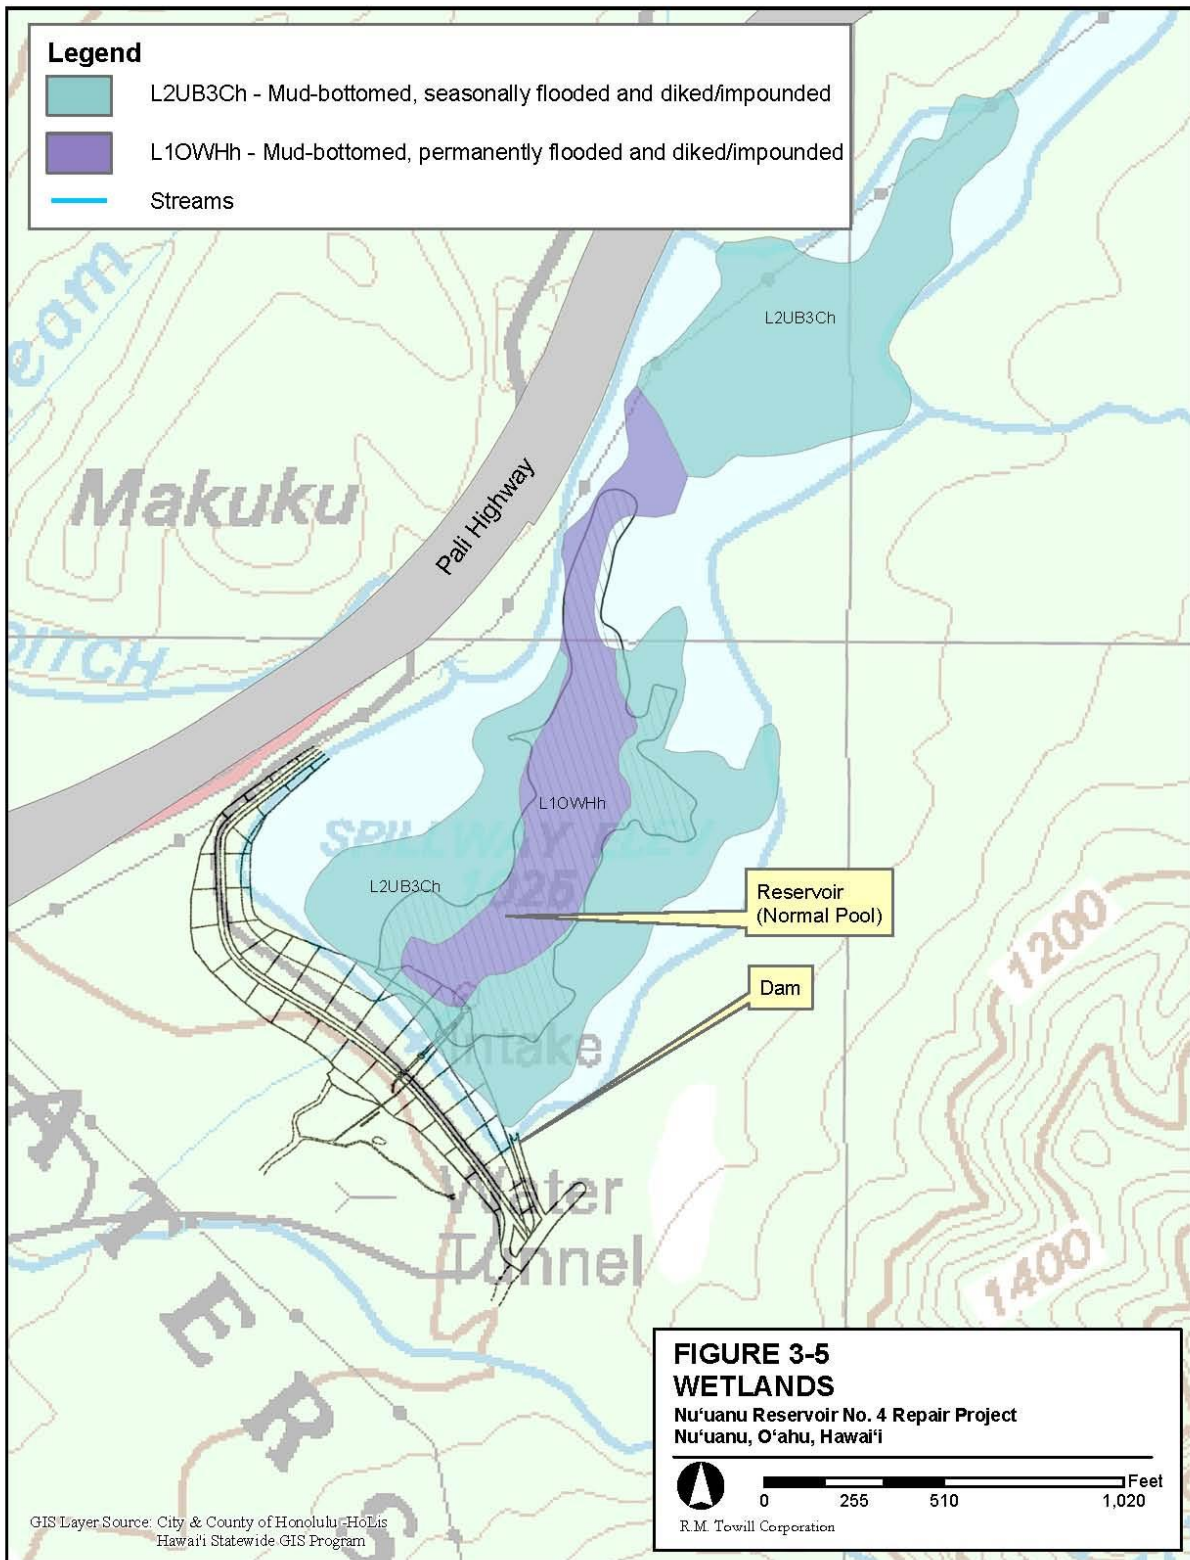 Legend
L2UB3Ch - Mud-bottomed, seasonally flooded and diked/impounded
L1OWHh - Mud-bottomed, permanently flooded and diked/impounded
Streams
eam
L2UB3Ch
Makuku
Pali Highway
DITCH
L1OWHh
SPILLWAY ELEV
1025
L2UB3Ch
Reservoir
(Normal Pool)
1200
Dam
Intake
Water
Tunnel
1400
ATERS
FIGURE 3-5
WETLANDS
Nu‘uanu Reservoir No. 4 Repair Project
Nu‘uanu, O‘ahu, Hawai‘i
Feet
0 255 510 1,020
R.M. Towill Corporation
GIS Layer Source: City & County of Honolulu -HoLis
Hawai'i Statewide GIS Program